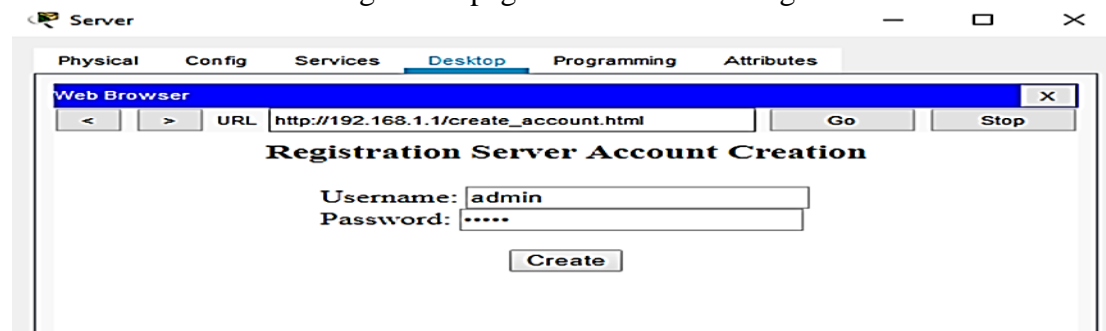 Server
Physical Config Services Desktop Programming Attributes
Web Browser X
< > URL http://192.168.1.1/create_account.html Go Stop
Registration Server Account Creation
Username: admin
Password: •••••
Create